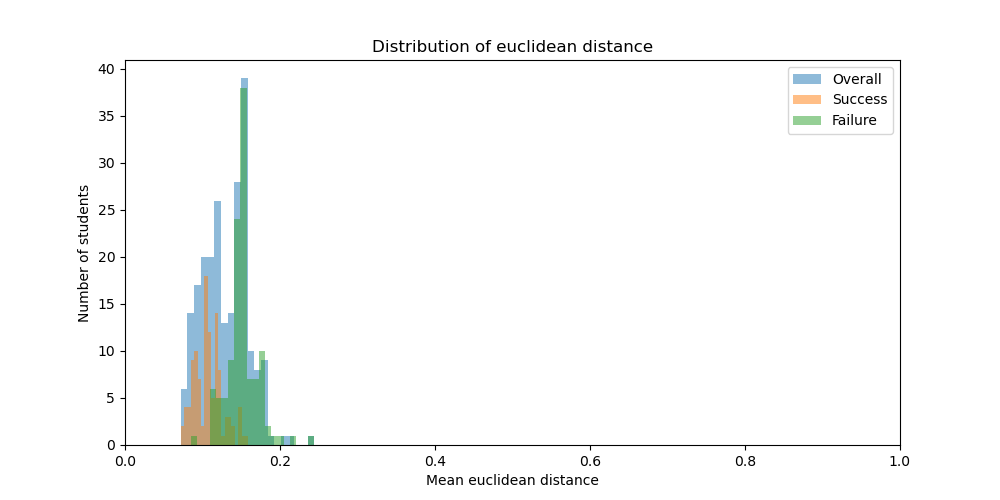 Distribution of euclidean distance
Overall
Success
Failure
40
35
30
25
20
15
10
5
0
Number of students
0.0 0.2 0.4 0.6 0.8 1.0
Mean euclidean distance